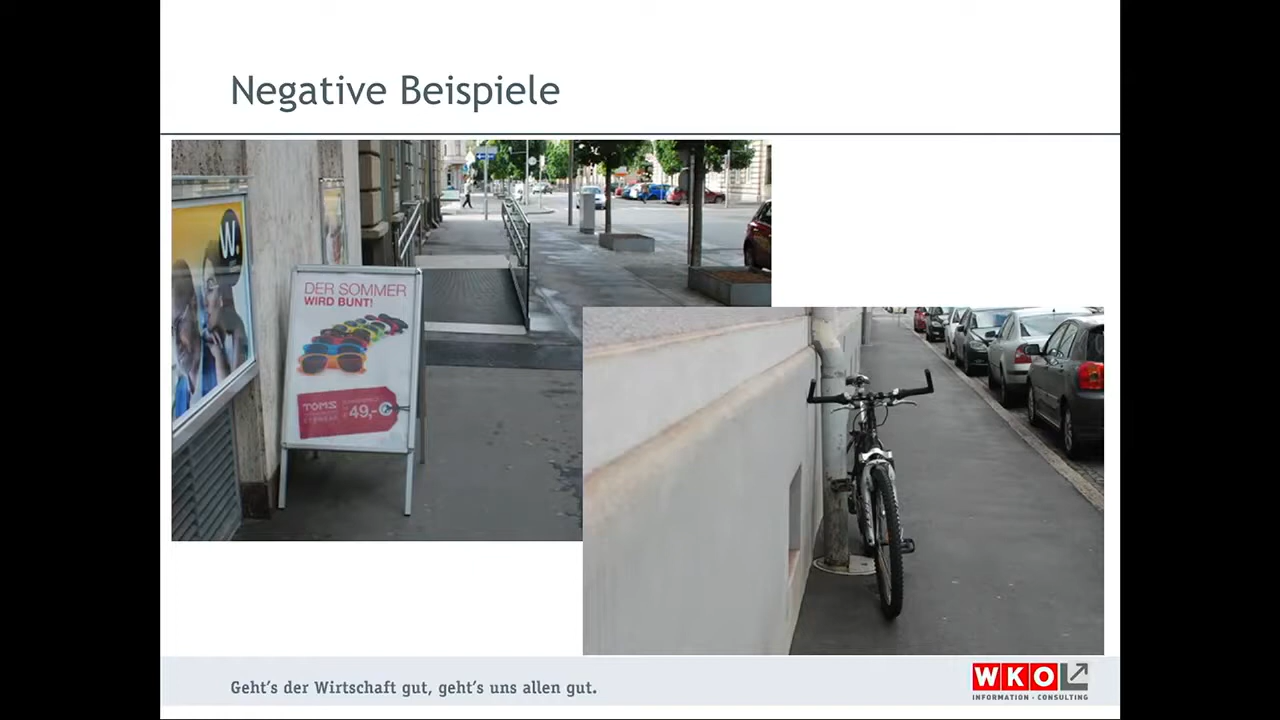 Negative Beispiele
W.
DER SOMMER
WIRD BUNT!
TOMS
49,-
Geht's der Wirtschaft gut, geht's uns allen gut.
WKO
INFORMATION · CONSULTING